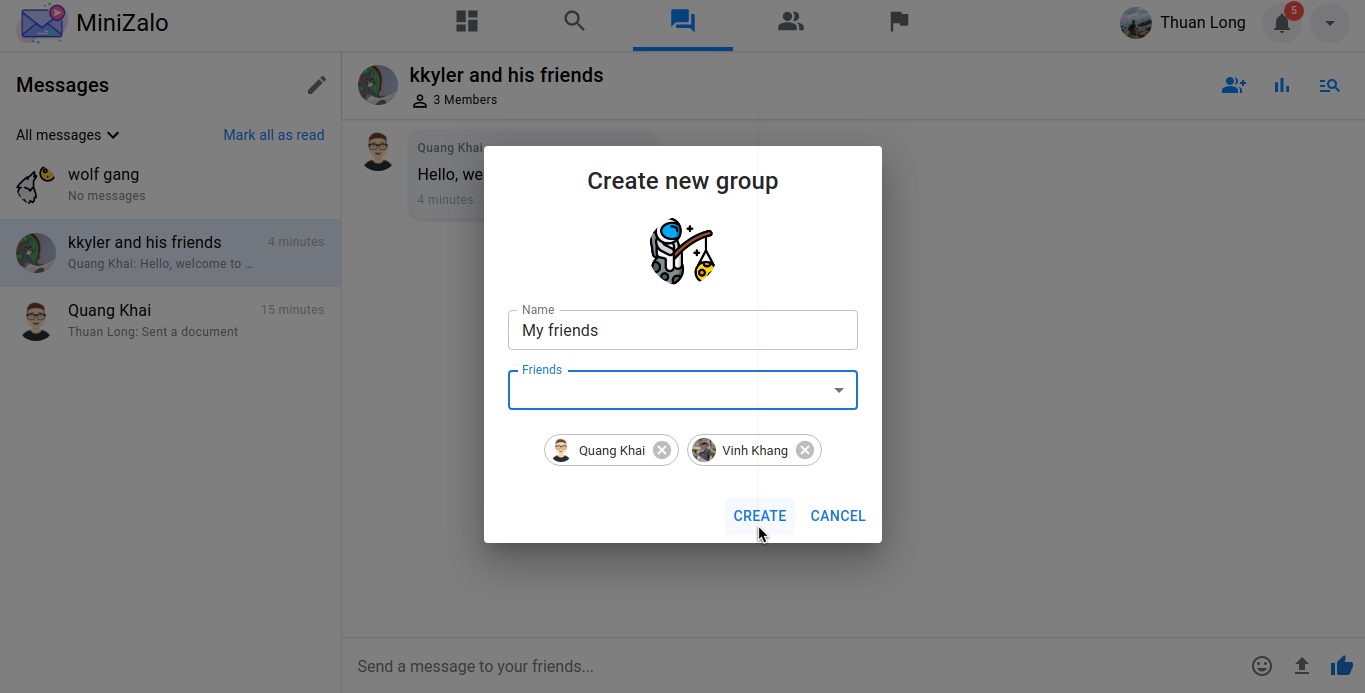 MiniZalo
Thuan Long
5
Messages
All messages
Mark all as read
wolf gang
No messages
kkyler and his friends
4 minutes
Quang Khai: Hello, welcome to ...
Quang Khai
15 minutes
Thuan Long: Sent a document
kkyler and his friends
3 Members
Quang Khai
Hello, we
4 minutes
Create new group
Name
My friends
Friends
Quang Khai
Vinh Khang
CREATE
CANCEL
Send a message to your friends...